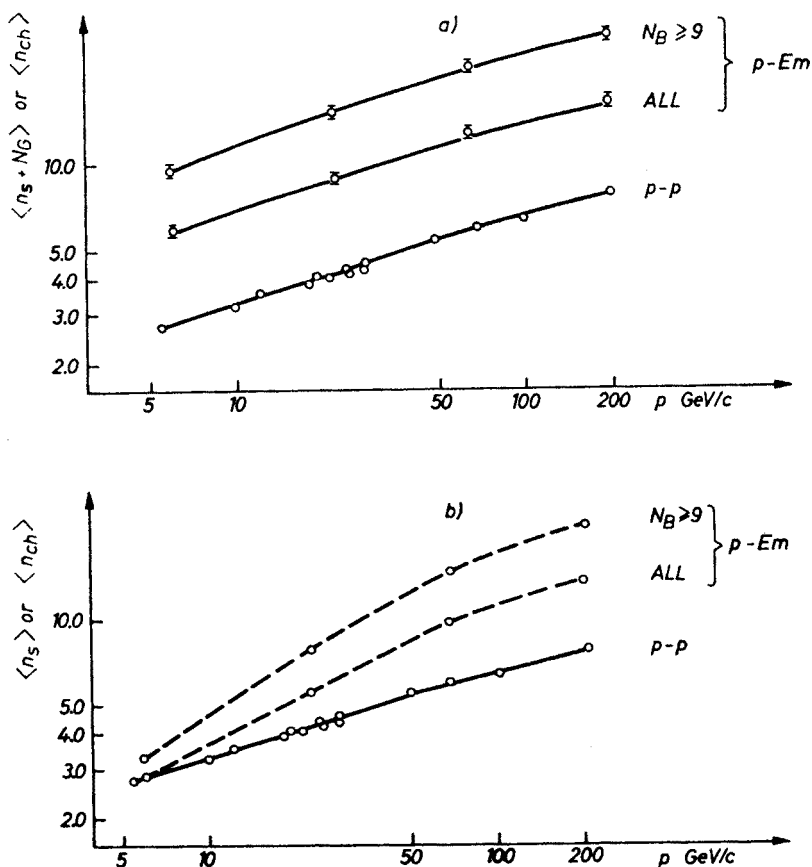 a)
N_B ≥ 9
ALL
p-Em
p-p
⟨n_s + N_G⟩ or ⟨n_ch⟩
10.0
5.0
4.0
3.0
2.0
5 10 50 100 200 p GeV/c
b)
N_B ≥ 9
ALL
p-Em
p-p
⟨n_s⟩ or ⟨n_ch⟩
10.0
5.0
4.0
3.0
2.0
5 10 50 100 200 p GeV/c